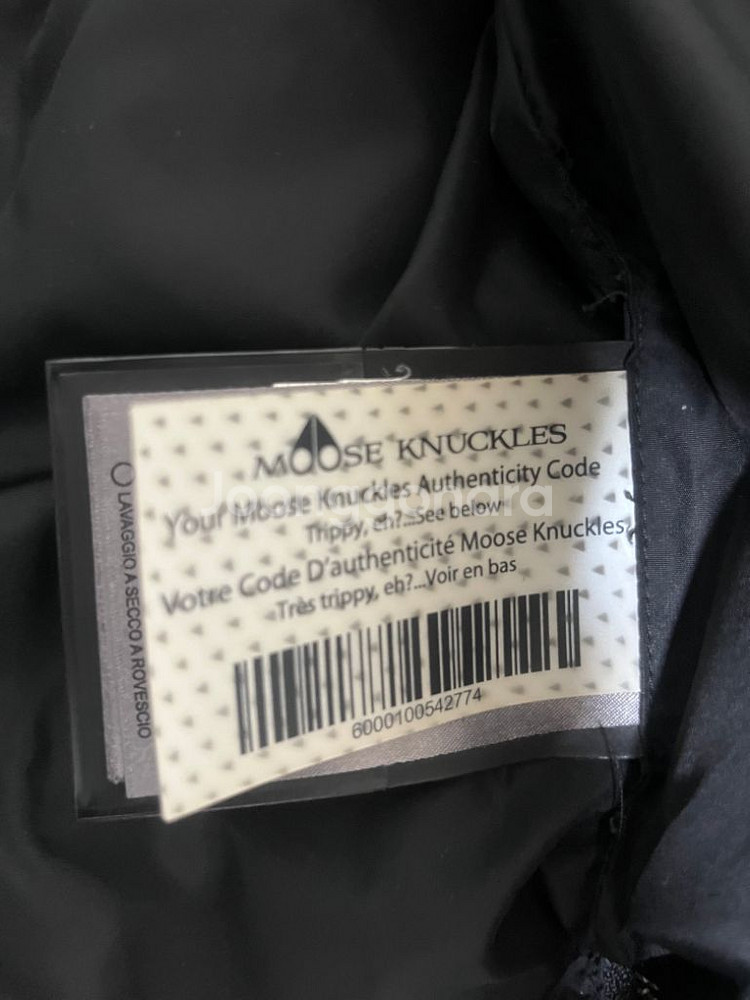 MOOSE KNUCKLES
Your Moose Knuckles Authenticity Code
Trippy, eh?...See below
Votre Code D'authenticité Moose Knuckles
Très trippy, eh?...Voir en bas
6000100542774
LAVAGGIO A SECCO A ROVESCIO